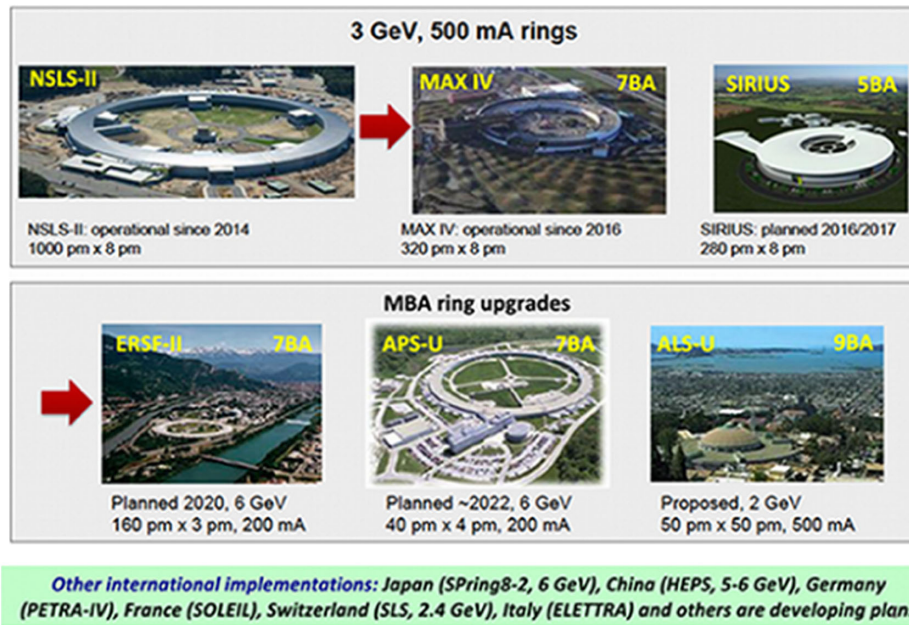 3 GeV, 500 mA rings
NSLS-II
MAX IV 7BA
SIRIUS 5BA
NSLS-II: operational since 2014
1000 pm x 8 pm
MAX IV: operational since 2016
320 pm x 8 pm
SIRIUS: planned 2016/2017
280 pm x 8 pm
MBA ring upgrades
ERSF-II 7BA
APS-U 7BA
ALS-U 9BA
Planned 2020, 6 GeV
160 pm x 3 pm, 200 mA
Planned ~2022, 6 GeV
40 pm x 4 pm, 200 mA
Proposed, 2 GeV
50 pm x 50 pm, 500 mA
Other international implementations: Japan (SPring8-2, 6 GeV), China (HEPS, 5-6 GeV), Germany
(PETRA-IV), France (SOLEIL), Switzerland (SLS, 2.4 GeV), Italy (ELETTRA) and others are developing plan